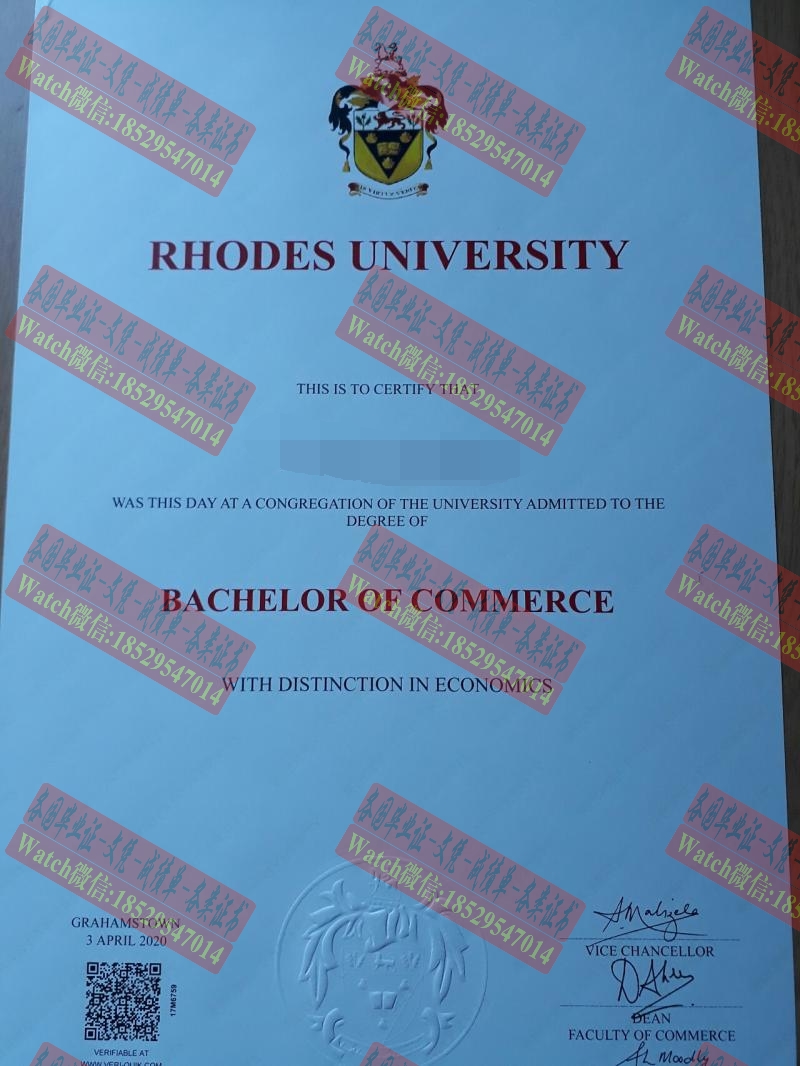 各国毕业证-文凭-成绩单-各类证书
Watch微信:18529547014
RHODES UNIVERSITY
THIS IS TO CERTIFY THAT
WAS THIS DAY AT A CONGREGATION OF THE UNIVERSITY ADMITTED TO THE
DEGREE OF
BACHELOR OF COMMERCE
WITH DISTINCTION IN ECONOMICS
GRAHAMSTOWN
3 APRIL 2020
17M6759
VERIFIABLE AT
VICE CHANCELLOR
DEAN
FACULTY OF COMMERCE